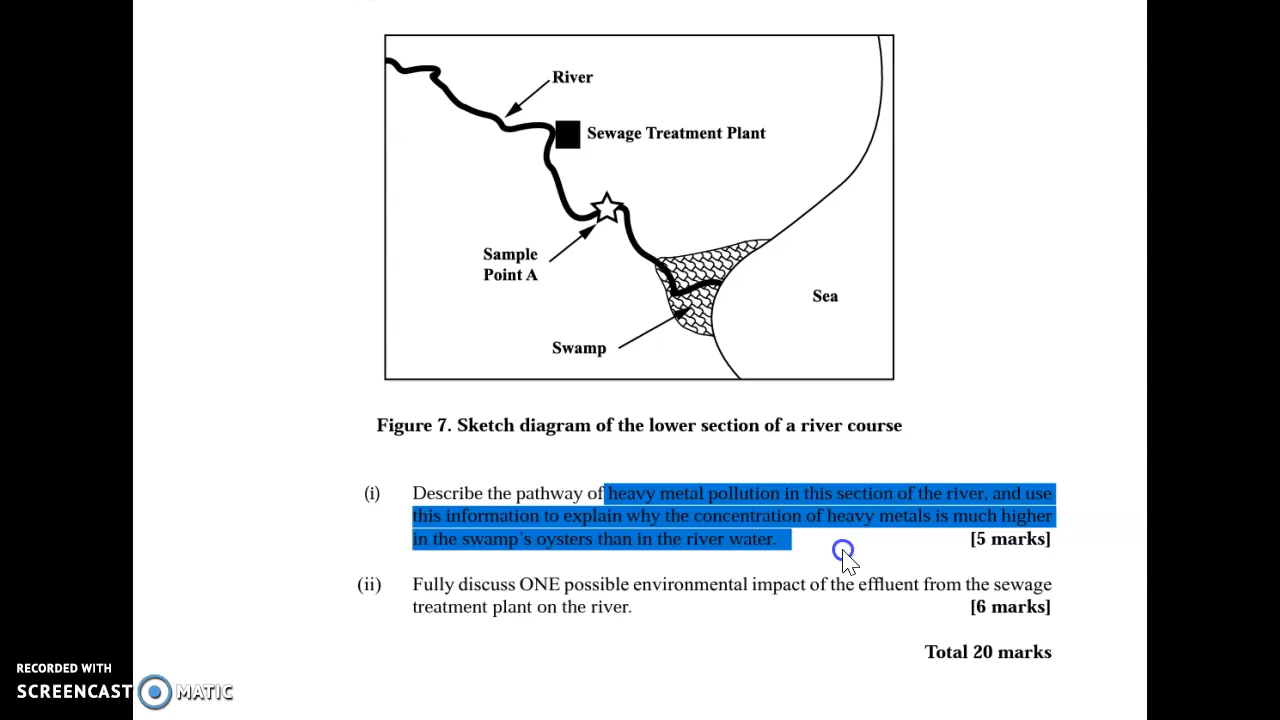 River
Sewage Treatment Plant
Sample
Point A
Sea
Swamp
Figure 7. Sketch diagram of the lower section of a river course
(i) Describe the pathway of heavy metal pollution in this section of the river, and use
this information to explain why the concentration of heavy metals is much higher
in the swamp's oysters than in the river water. [5 marks]
(ii) Fully discuss ONE possible environmental impact of the effluent from the sewage
treatment plant on the river. [6 marks]
Total 20 marks
RECORDED WITH
SCREENCAST MATIC